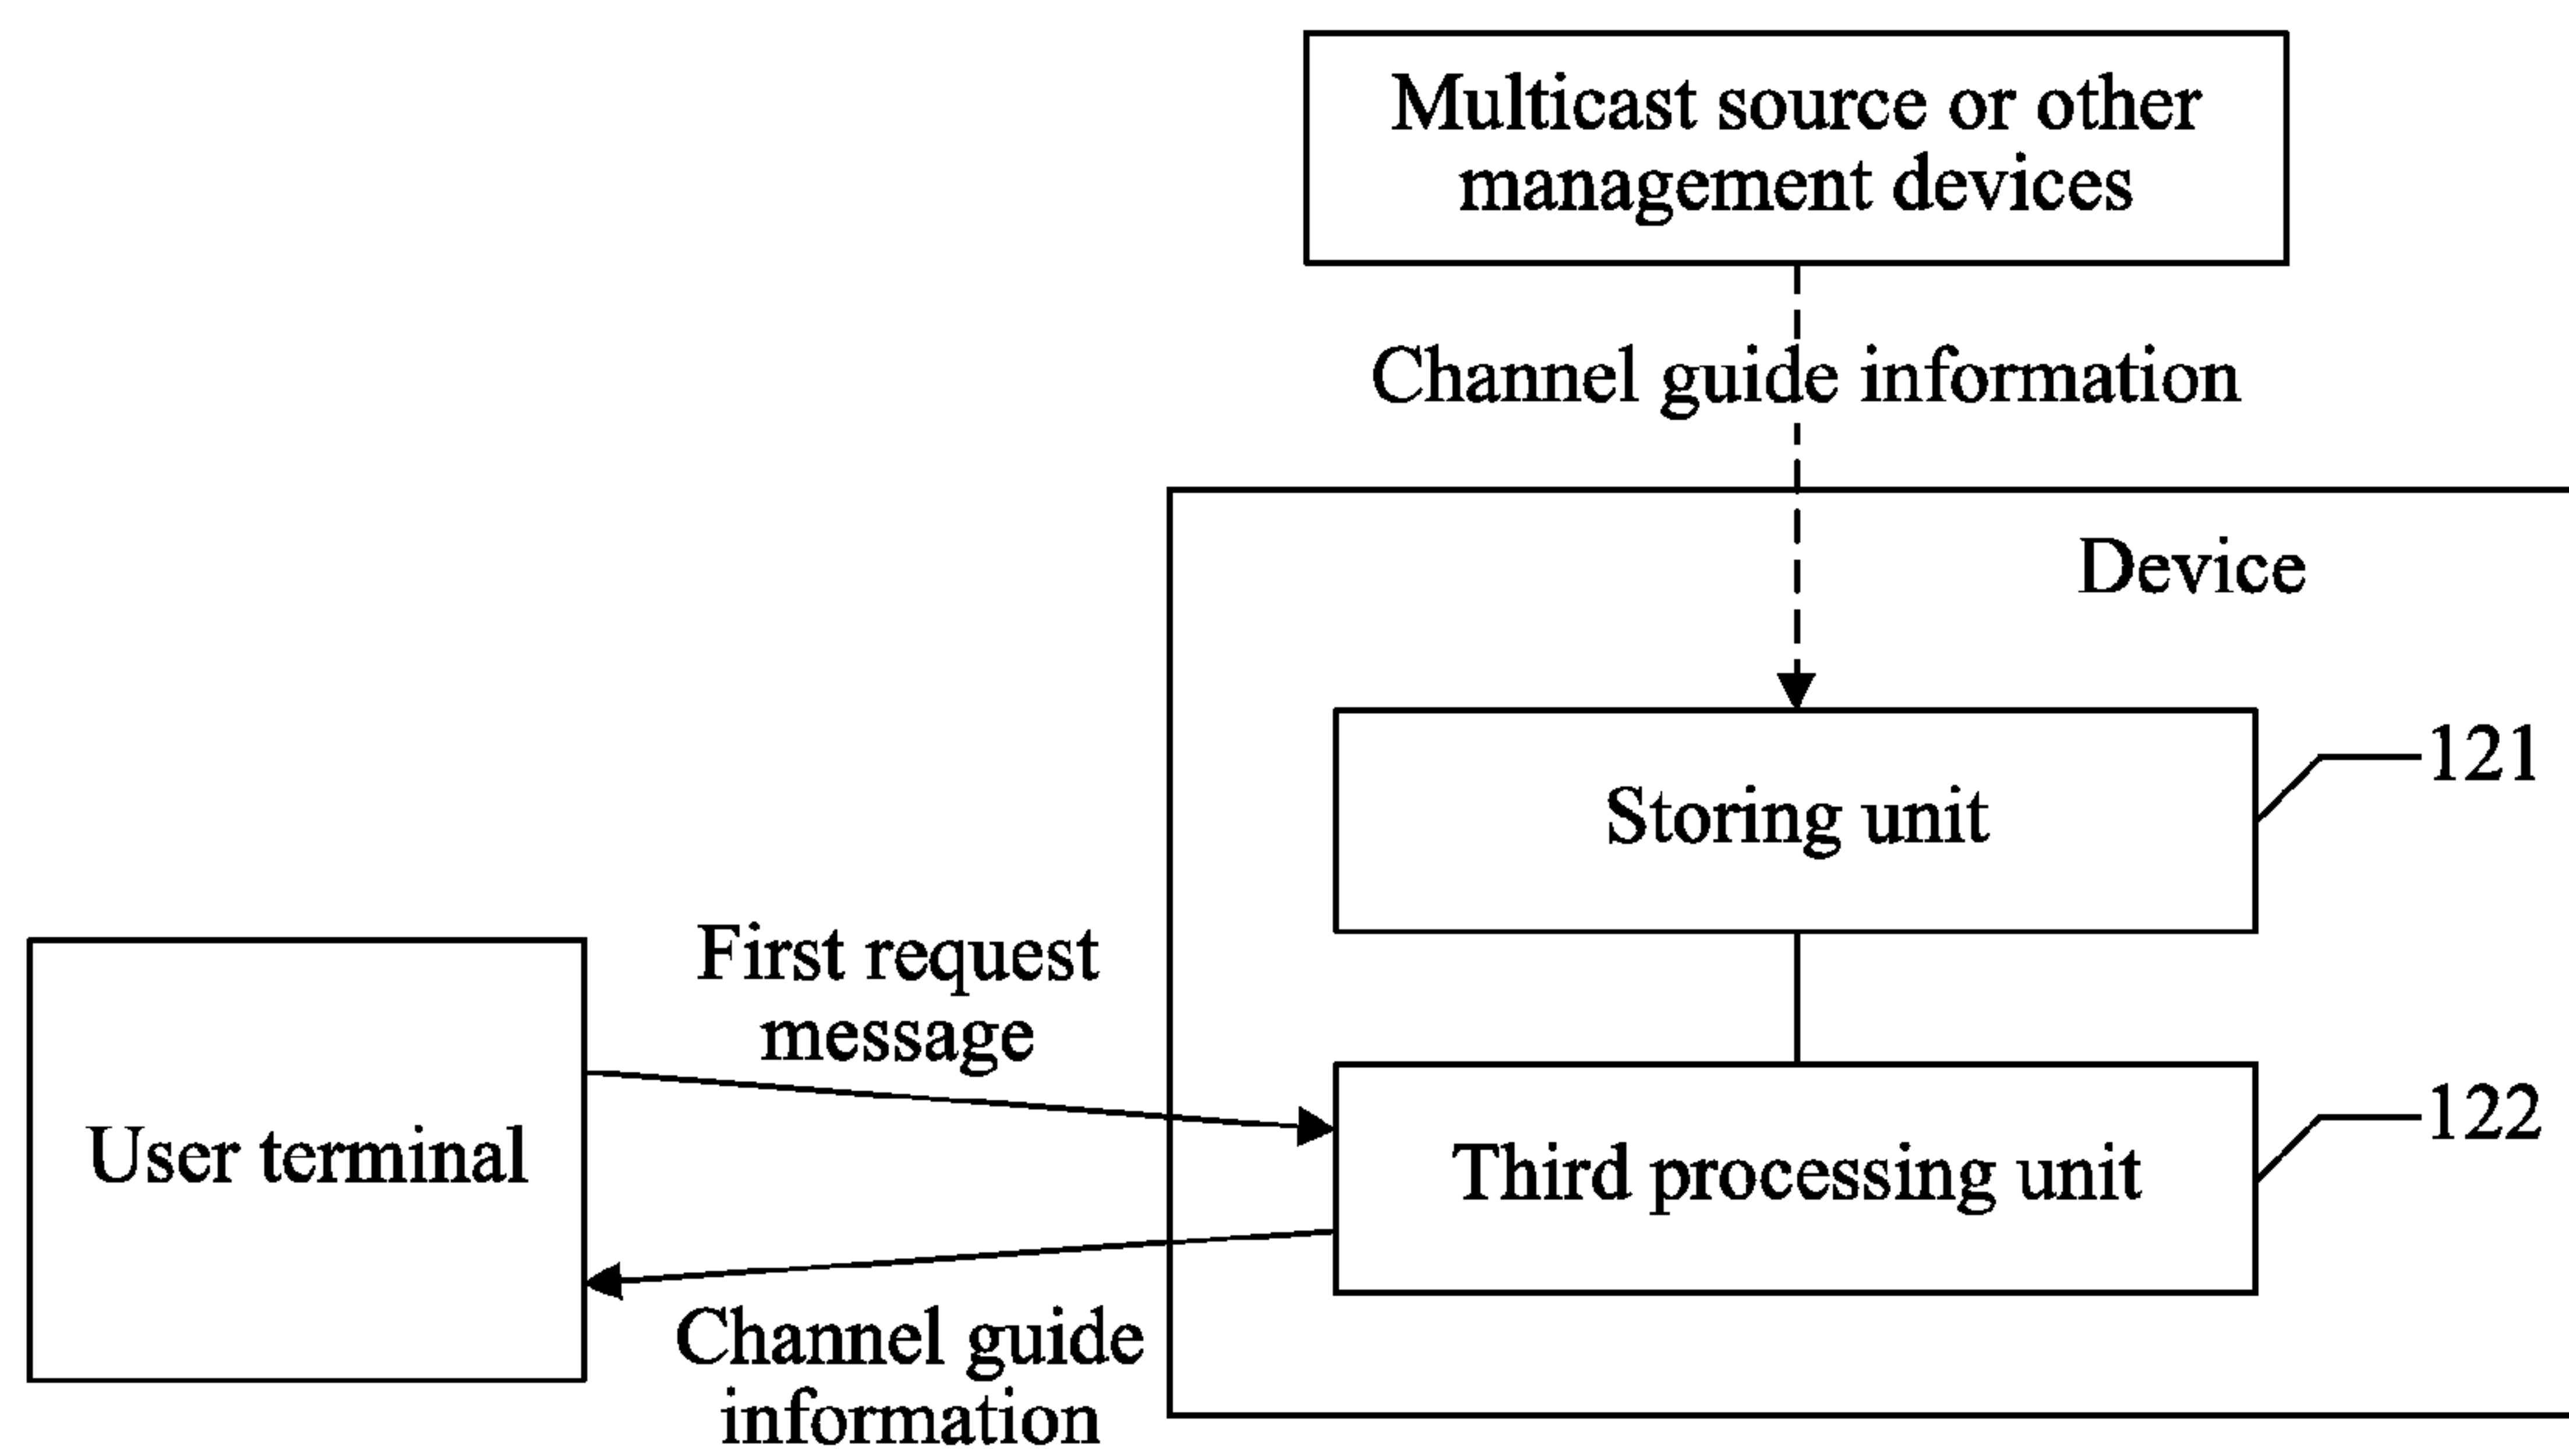 Multicast source or other
management devices
Channel guide information
Device
121
Storing unit
First request
message
User terminal
122
Third processing unit
Channel guide
information